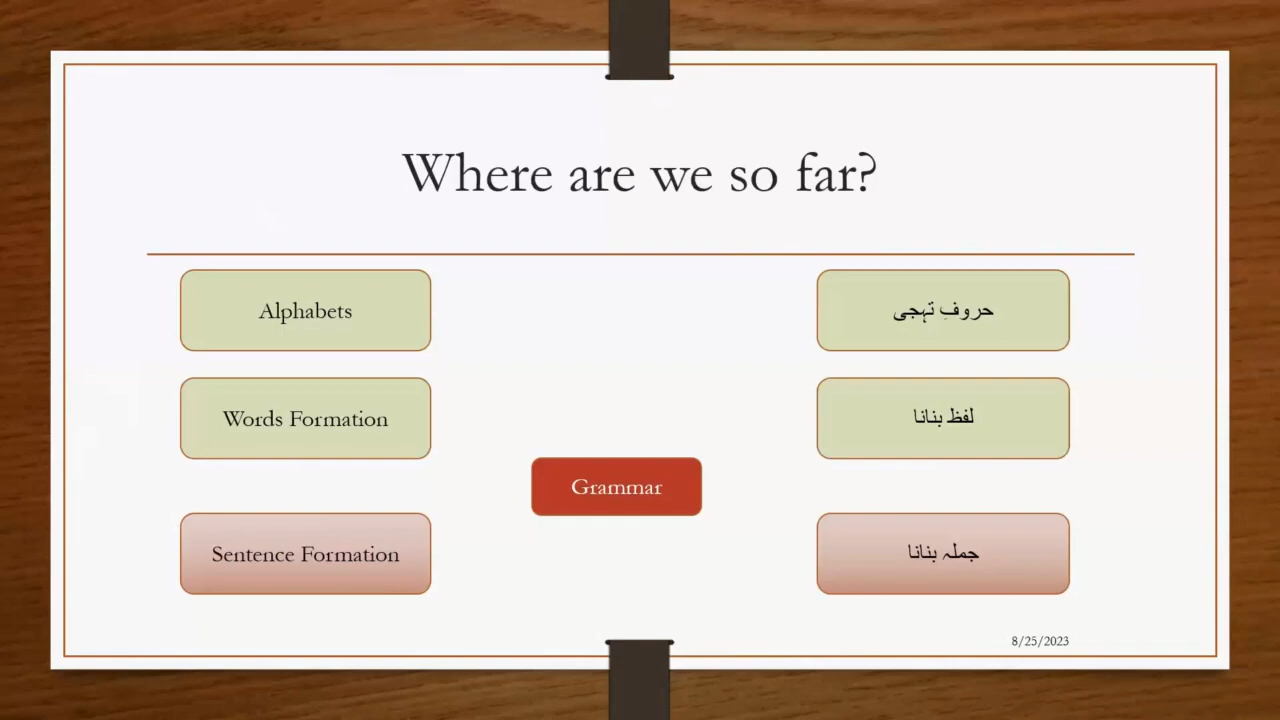 Where are we so far?
Alphabets
حروفِ تہجی
Words Formation
لفظ بنانا
Grammar
Sentence Formation
جملہ بنانا
8/25/2023